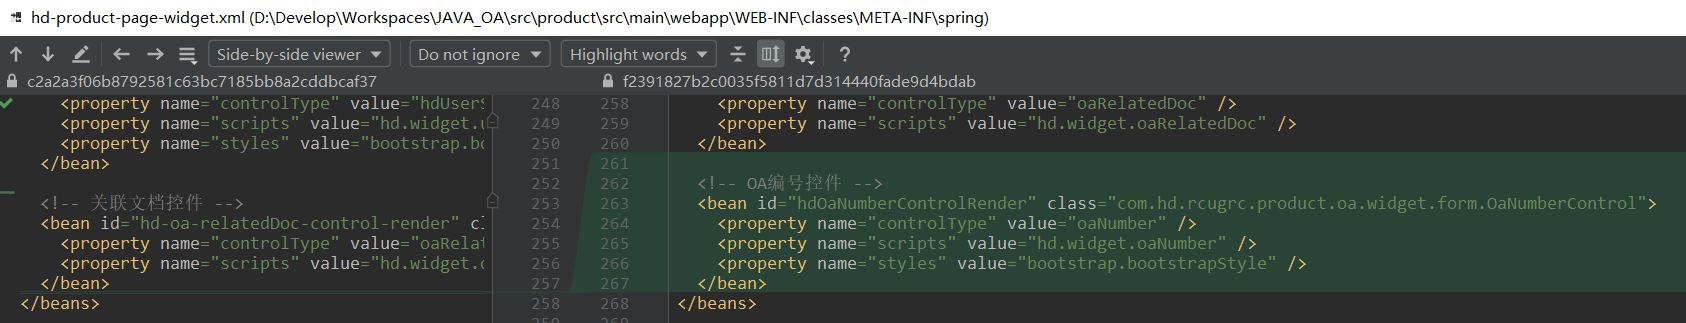 hd-product-page-widget.xml (D:\Develop\Workspaces\JAVA_OA\src\product\src\main\webapp\WEB-INF\classes\META-INF\spring)
Side-by-side viewer Do not ignore Highlight words ?
c2a2a3f06b8792581c63bc7185bb8a2cddbcaf37
f2391827b2c0035f5811d7d314440fade9d4bdab
<property name="controlType" value="hdUserS 248
<property name="scripts" value="hd.widget.u 249
<property name="styles" value="bootstrap.bo 250
</bean> 251
252
<!-- 关联文档控件 --> 253
<bean id="hd-oa-relatedDoc-control-render" cl 254
<property name="controlType" value="oaRelat 255
<property name="scripts" value="hd.widget.o 256
</bean> 257
</beans> 258
258 <property name="controlType" value="oaRelatedDoc" />
259 <property name="scripts" value="hd.widget.oaRelatedDoc" />
260 </bean>
261
262 <!-- OA编号控件 -->
263 <bean id="hdOaNumberControlRender" class="com.hd.rcugrc.product.oa.widget.form.OaNumberControl">
264 <property name="controlType" value="oaNumber" />
265 <property name="scripts" value="hd.widget.oaNumber" />
266 <property name="styles" value="bootstrap.bootstrapStyle" />
267 </bean>
268 </beans>